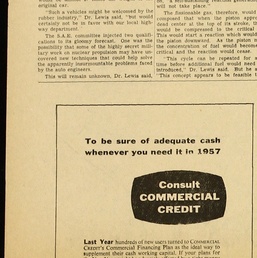 original car.
"Such a vehicles might be welcomed by the
rubber industry," Dr. Lewis said, "but would
certainly not be in favor with our local high-
way department.
The S.A.E. committee injected two qualifi-
cations to its gloomy forecast. One was the
possibility that some of the highly secret mili-
tary work on nuclear propulsion may have un-
covered new techniques that could help solve
the apparently insurmountable problems faced
by the auto engineers.
This will remain unknown, Dr. Lewis said,
will not take place."
The fissionable gas, therefore, would
compressed that when the piston appro
dead center at the top of its stroke, th
would be compressed to the critical
This would start a reaction which would
the piston downward. As the piston
the concentration of fuel would become
critical and the reaction would cease.
"This cycle can be repeated for a
time before additional fuel would need
added," Dr. Lewis said. But he a
"This concept appears to be feasible
To be sure of adequate cash
whenever you need it in 1957
Consult
COMMERCIAL
CREDIT
Last Year hundreds of new users turned to COMMERCIAL
CREDIT's Commercial Financing Plan as the ideal way to
supplement their cash working capital. If your plans for